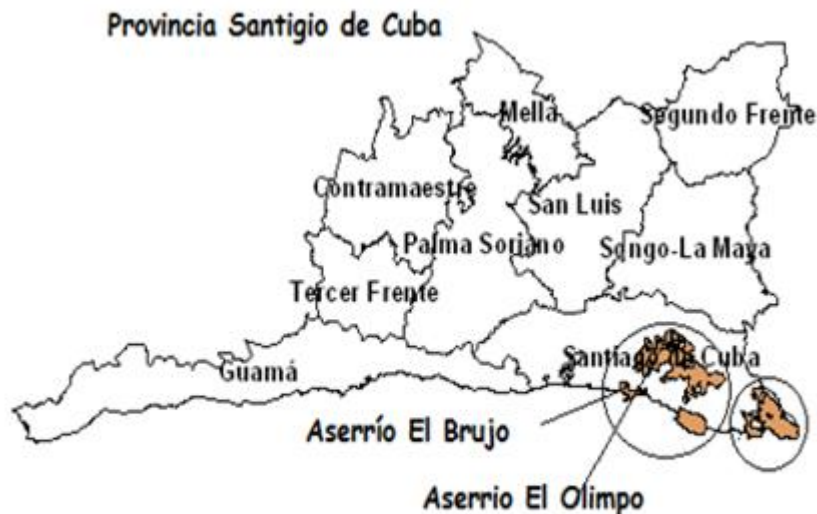 Provincia Santigio de Cuba
Mella
Segundo Frente
Contramaestre
San Luis
Palma Soriano
Songo-La Maya
Tercer Frente
Santiago de Cuba
Guamá
Aserrío El Brujo
Aserrio El Olimpo